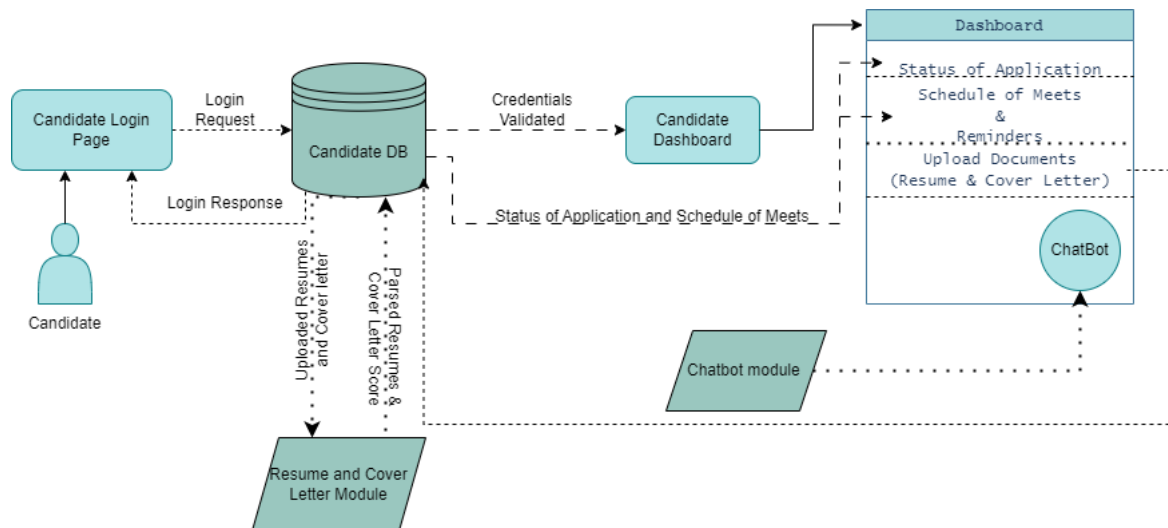 Dashboard
Status of Application
Schedule of Meets
&
Reminders
Upload Documents
(Resume & Cover Letter)
ChatBot
Candidate Login
Page
Login
Request
Candidate DB
Credentials
Validated
Candidate
Dashboard
Login Response
Status of Application and Schedule of Meets
Candidate
Uploaded Resumes
and Cover letter
Parsed Resumes &
Cover Letter Score
Chatbot module
Resume and Cover
Letter Module